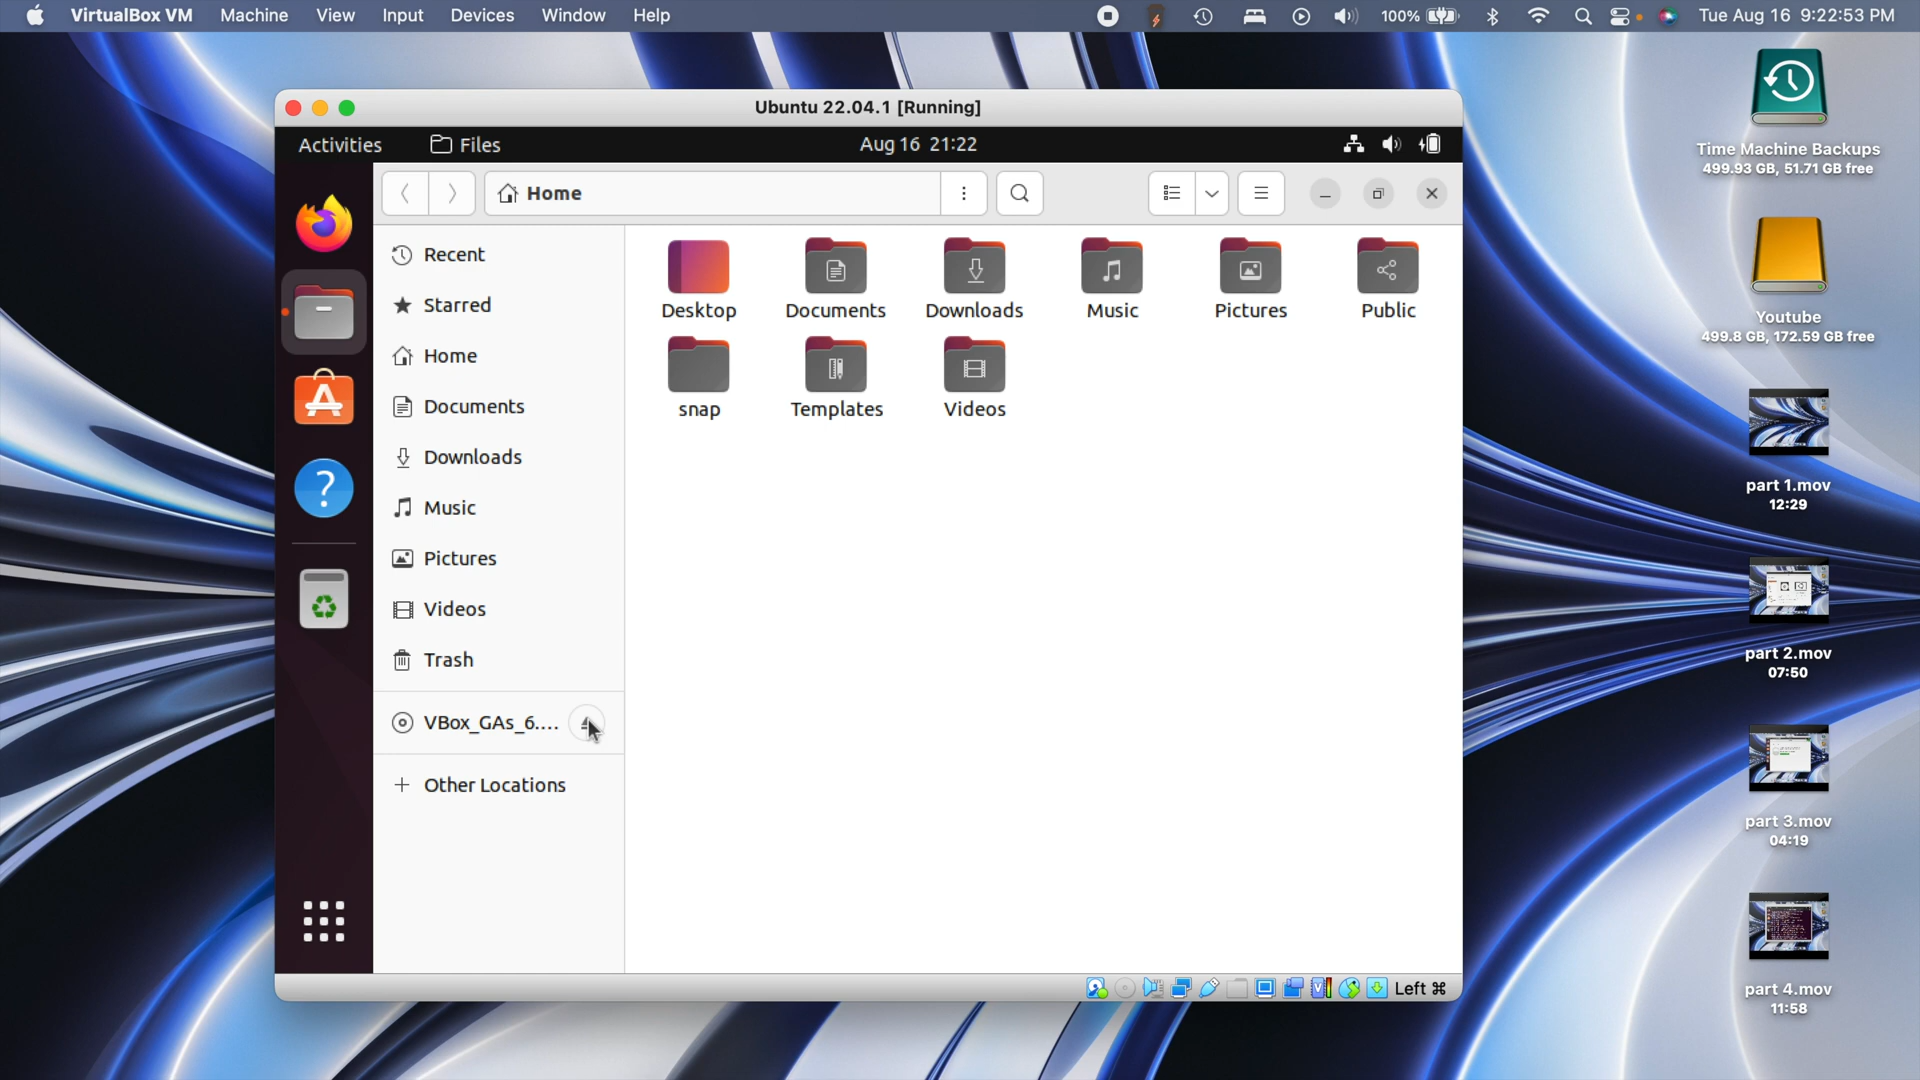 VirtualBox VM Machine View Input Devices Window Help 100% Tue Aug 16 9:22:53 PM
Ubuntu 22.04.1 [Running]
Activities Files Aug 16 21:22
Home
Recent
Starred
Home
Documents
Downloads
Music
Pictures
Videos
Trash
VBox_GAs_6....
Other Locations
Desktop Documents Downloads Music Pictures Public
snap Templates Videos
Left ⌘
Time Machine Backups
499.93 GB, 51.71 GB free
Youtube
499.8 GB, 172.59 GB free
part 1.mov
12:29
part 2.mov
07:50
part 3.mov
04:19
part 4.mov
11:58